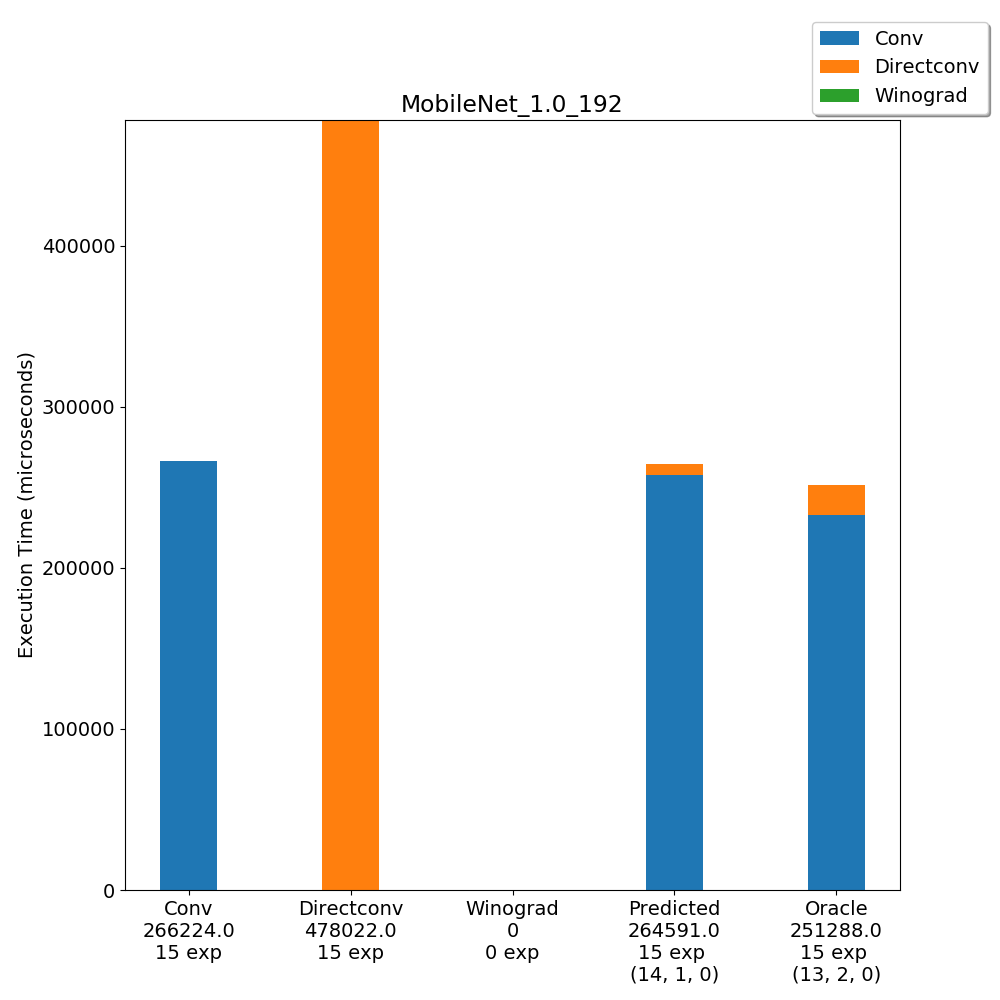 Conv
Directconv
Winograd
MobileNet_1.0_192
Execution Time (microseconds)
400000
300000
200000
100000
0
Conv
266224.0
15 exp
Directconv
478022.0
15 exp
Winograd
0
0 exp
Predicted
264591.0
15 exp
(14, 1, 0)
Oracle
251288.0
15 exp
(13, 2, 0)